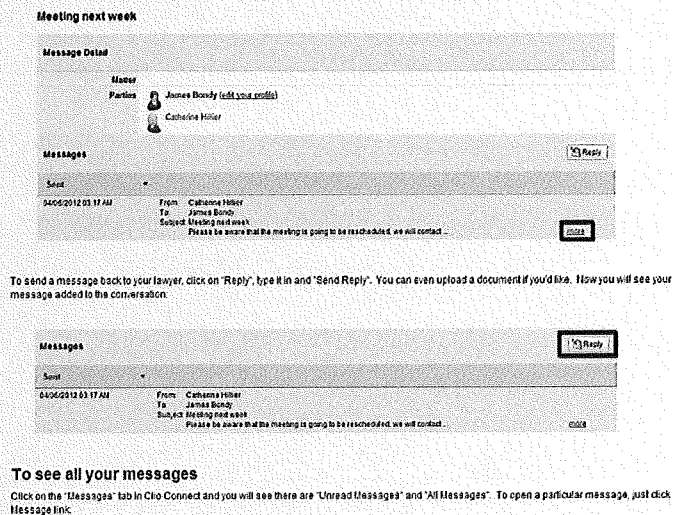 Meeting next week
Message Detail
Matter
Parties James Bondy (edit your profile)
Catherine Hillier
Messages Reply
Sent
04/06/2012 03:17 AM From: Catherine Hillier
To: James Bondy
Subject: Meeting next week
Please be aware that the meeting is going to be rescheduled, we will contact... more
To send a message back to your lawyer, click on "Reply", type it in and "Send Reply". You can even upload a document if you'd like. Now you will see your
message added to the conversation:
Messages Reply
Sent
04/06/2012 03:17 AM From: Catherine Hillier
To: James Bondy
Subject: Meeting next week
Please be aware that the meeting is going to be rescheduled, we will contact... more
To see all your messages
Click on the "Messages" tab in Clio Connect and you will see there are "Unread Messages" and "All Messages". To open a particular message, just click
Message link.